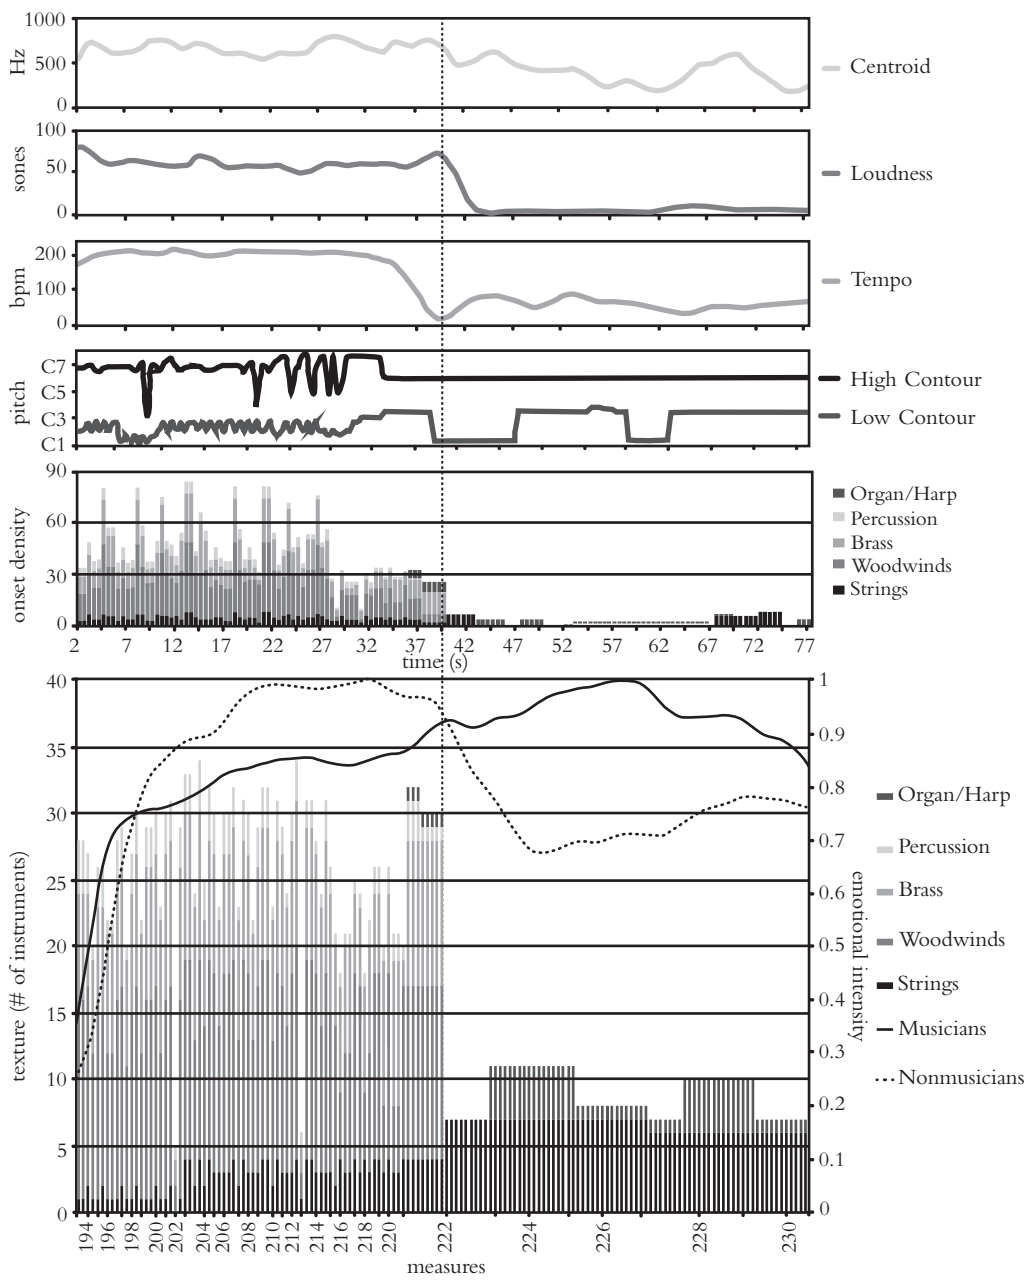 1000
500
0
Hz
Centroid
100
50
0
sones
Loudness
200
100
0
bpm
Tempo
C7
C5
C3
C1
pitch
High Contour
Low Contour
90
60
30
0
onset density
Organ/Harp
Percussion
Brass
Woodwinds
Strings
2 7 12 17 22 27 32 37 42 47 52 57 62 67 72 77
time (s)
40
35
30
25
20
15
10
5
0
texture (# of instruments)
1
0.9
0.8
0.7
0.6
0.5
0.4
0.3
0.2
0.1
0
emotional intensity
Organ/Harp
Percussion
Brass
Woodwinds
Strings
Musicians
Nonmusicians
194 196 198 200 202 204 206 208 210 212 214 216 218 220 222 224 226 228 230
measures